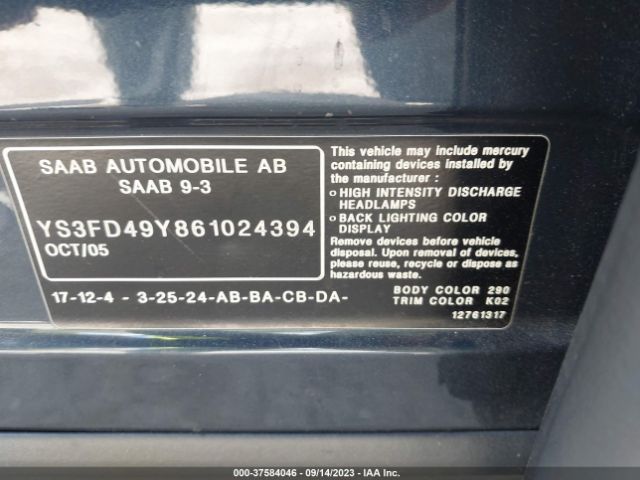 SAAB AUTOMOBILE AB
SAAB 9-3
YS3FD49Y861024394
OCT/05
17-12-4 - 3-25-24-AB-BA-CB-DA-
This vehicle may include mercury
containing devices installed by
the manufacturer :
o HIGH INTENSITY DISCHARGE
HEADLAMPS
o BACK LIGHTING COLOR
DISPLAY
Remove devices before vehicle
disposal. Upon removal of devices,
please reuse, recycle or dispose as
hazardous waste.
BODY COLOR 290
TRIM COLOR K02
12761317
000-37584046 - 09/14/2023 - IAA Inc.